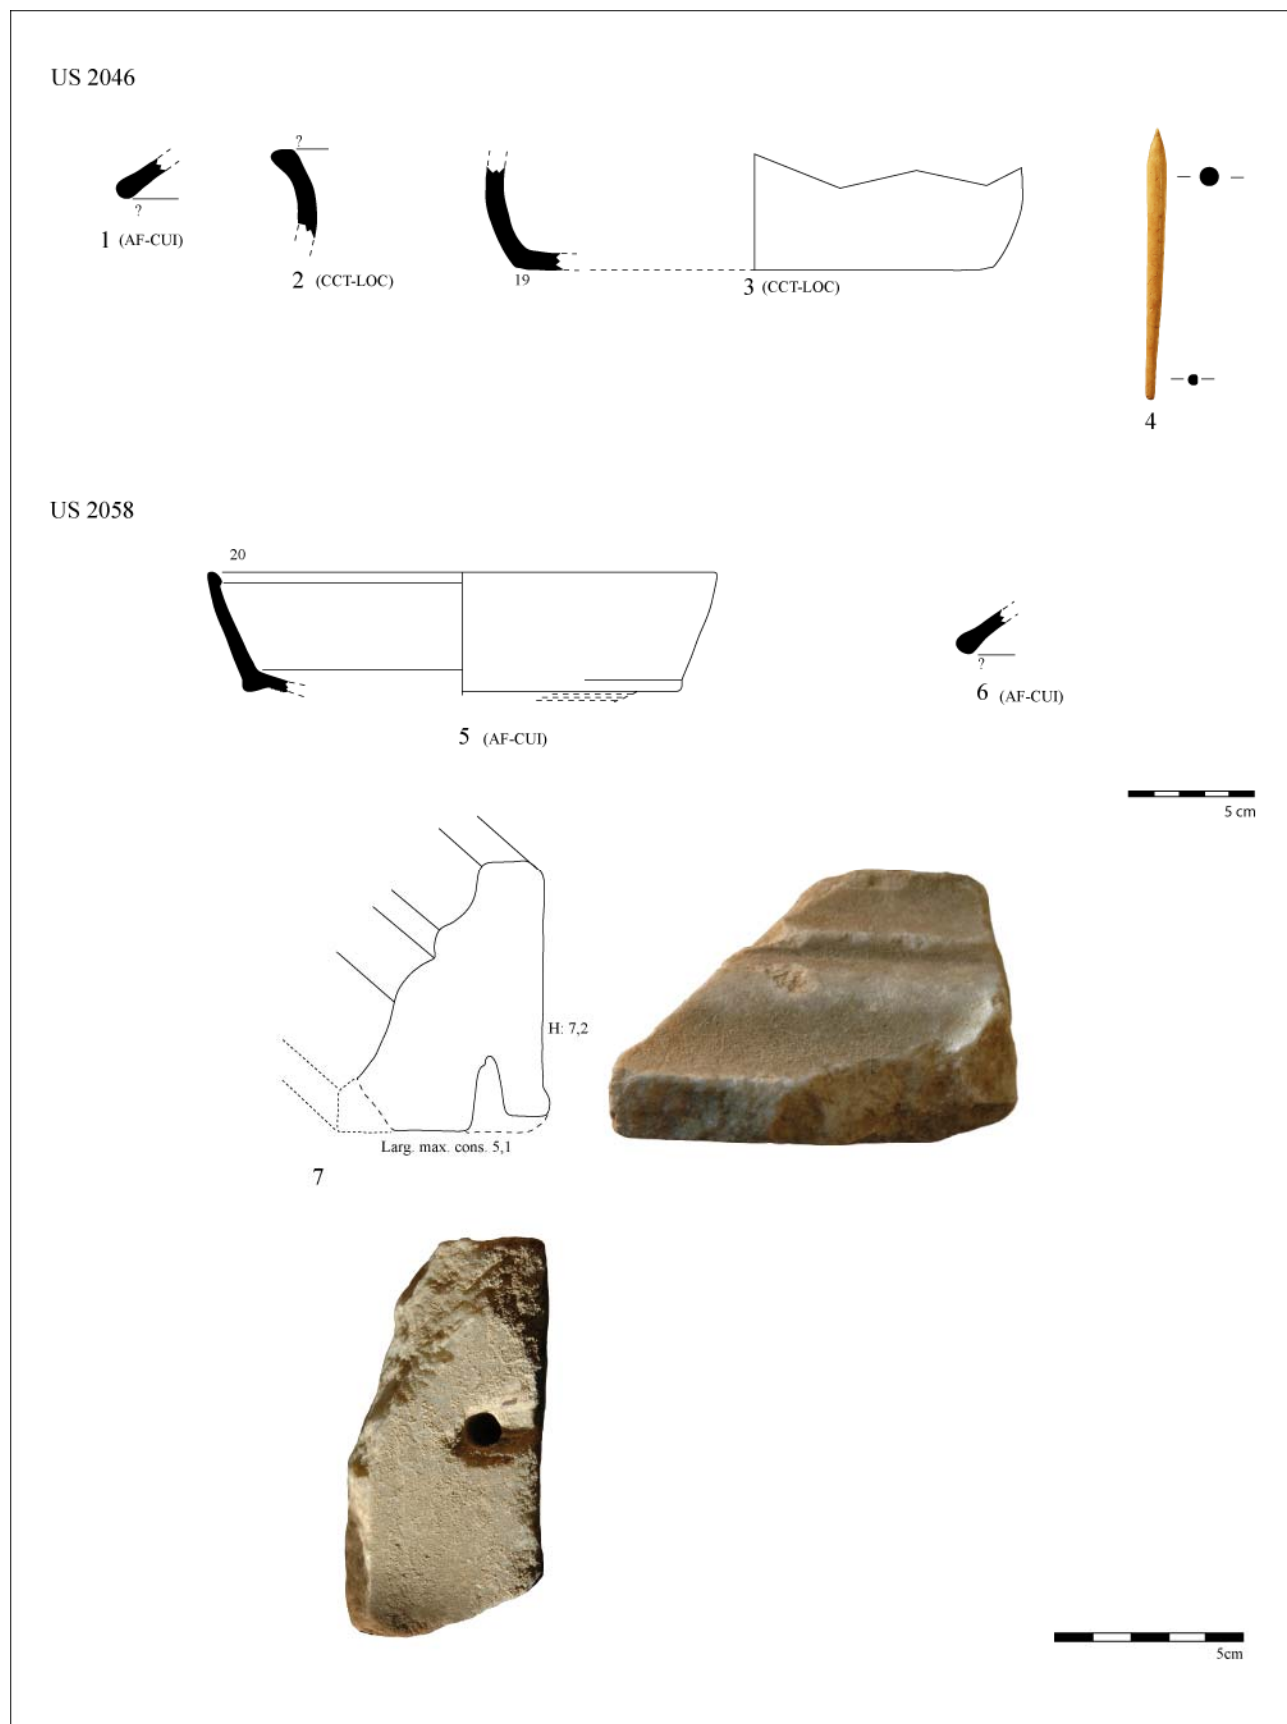 US 2046
?
?
1 (AF-CUI)
2 (CCT-LOC)
19
3 (CCT-LOC)
4
US 2058
20
5 (AF-CUI)
?
6 (AF-CUI)
5 cm
H: 7,2
Larg. max. cons. 5,1
7
5cm